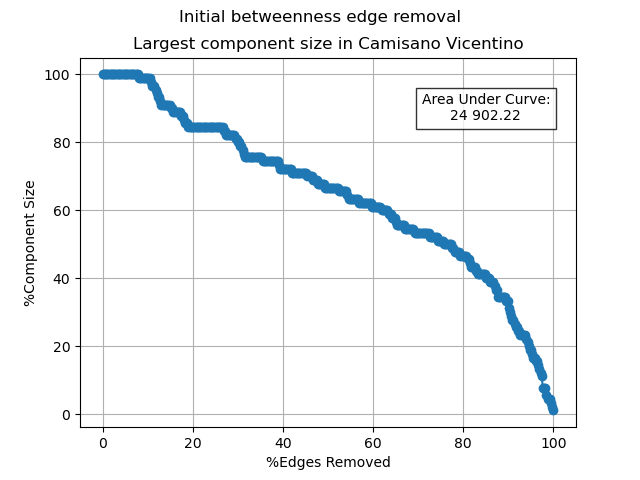 Initial betweenness edge removal
Largest component size in Camisano Vicentino
Area Under Curve:
24 902.22
%Component Size
100
80
60
40
20
0
0 20 40 60 80 100
%Edges Removed